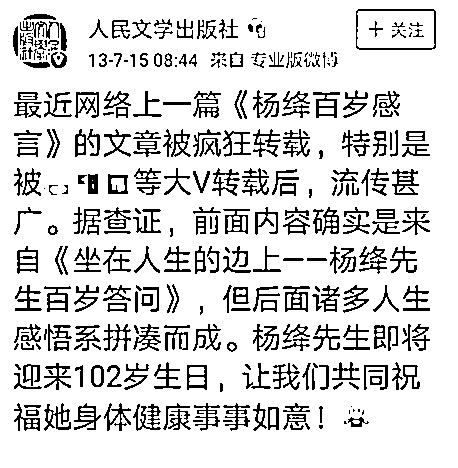 人民文学出版社
+ 关注
13-7-15 08:44 来自 专业版微博
最近网络上一篇《杨绛百岁感
言》的文章被疯狂转载，特别是
被 等大V转载后，流传甚
广。据查证，前面内容确实是来
自《坐在人生的边上——杨绛先
生百岁答问》，但后面诸多人生
感悟系拼凑而成。杨绛先生即将
迎来102岁生日，让我们共同祝
福她身体健康事事如意！